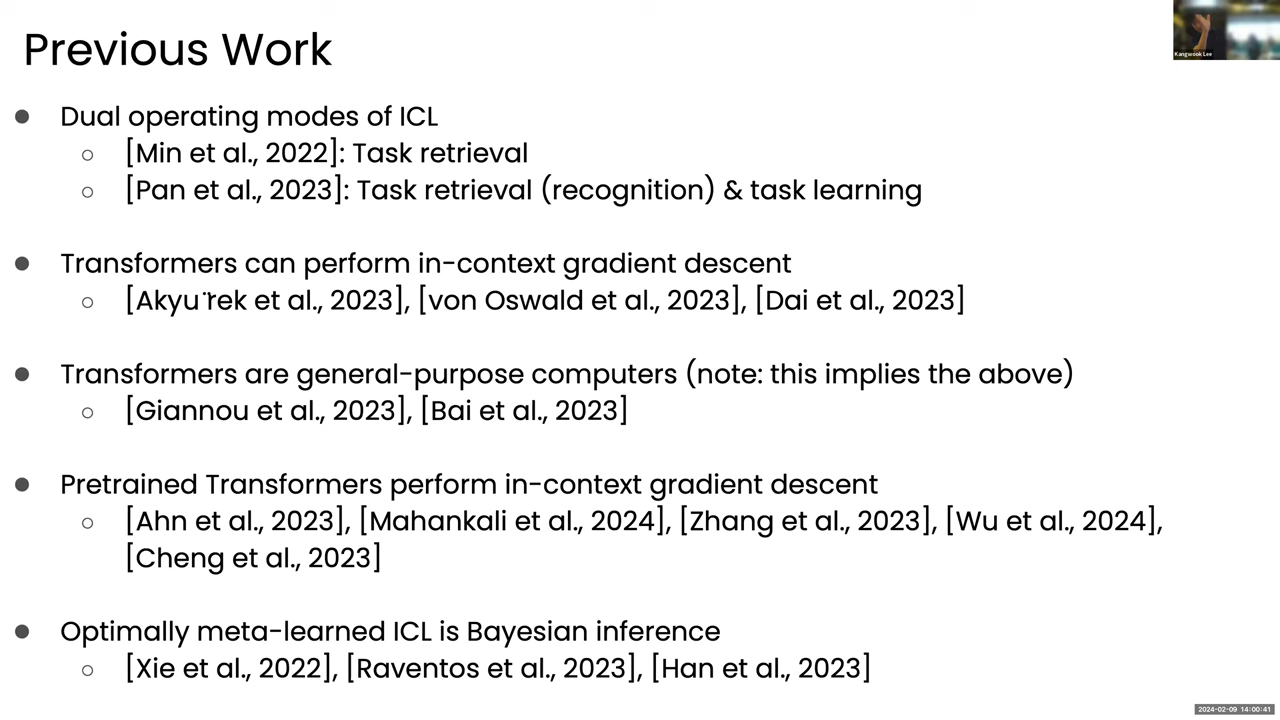 Previous Work
Kangwook Lee
● Dual operating modes of ICL
○ [Min et al., 2022]: Task retrieval
○ [Pan et al., 2023]: Task retrieval (recognition) & task learning
● Transformers can perform in-context gradient descent
○ [Akyu¨rek et al., 2023], [von Oswald et al., 2023], [Dai et al., 2023]
● Transformers are general-purpose computers (note: this implies the above)
○ [Giannou et al., 2023], [Bai et al., 2023]
● Pretrained Transformers perform in-context gradient descent
○ [Ahn et al., 2023], [Mahankali et al., 2024], [Zhang et al., 2023], [Wu et al., 2024],
[Cheng et al., 2023]
● Optimally meta-learned ICL is Bayesian inference
○ [Xie et al., 2022], [Raventos et al., 2023], [Han et al., 2023]
2024-02-09 14:00:41